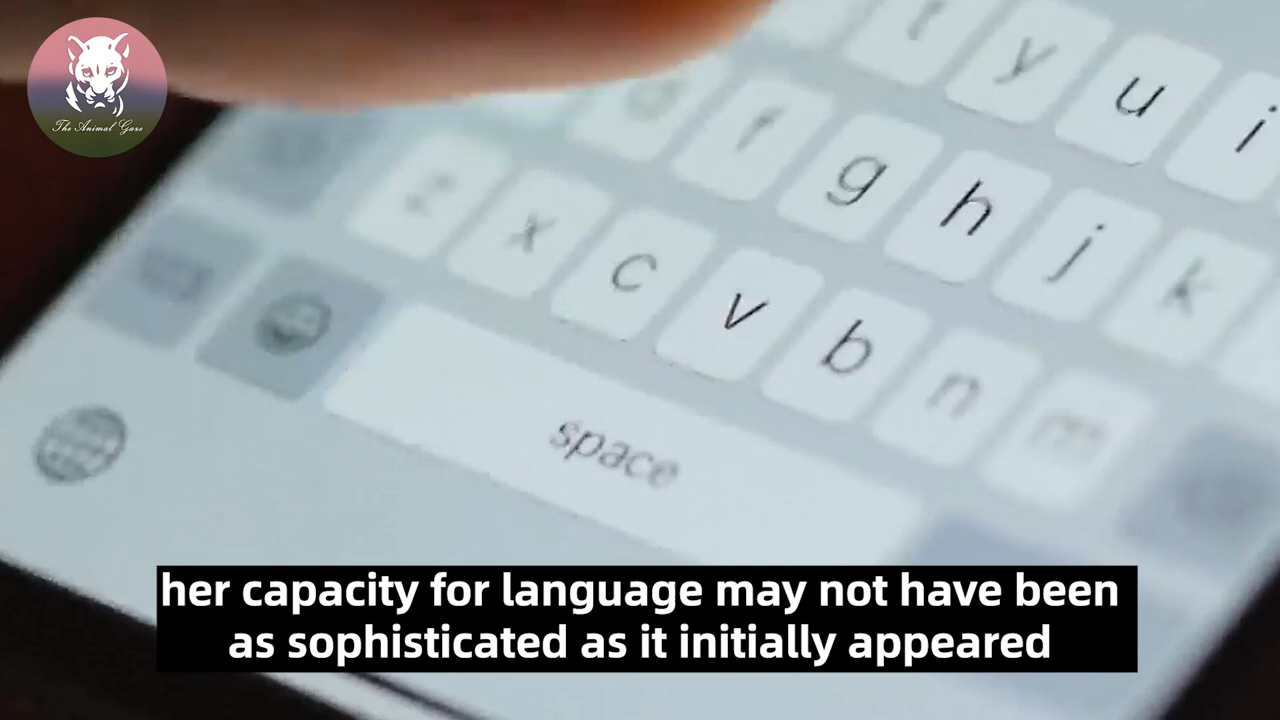 The Animal Gaze
t y u i
f g h j k
z x c v b n m
space
her capacity for language may not have been
as sophisticated as it initially appeared